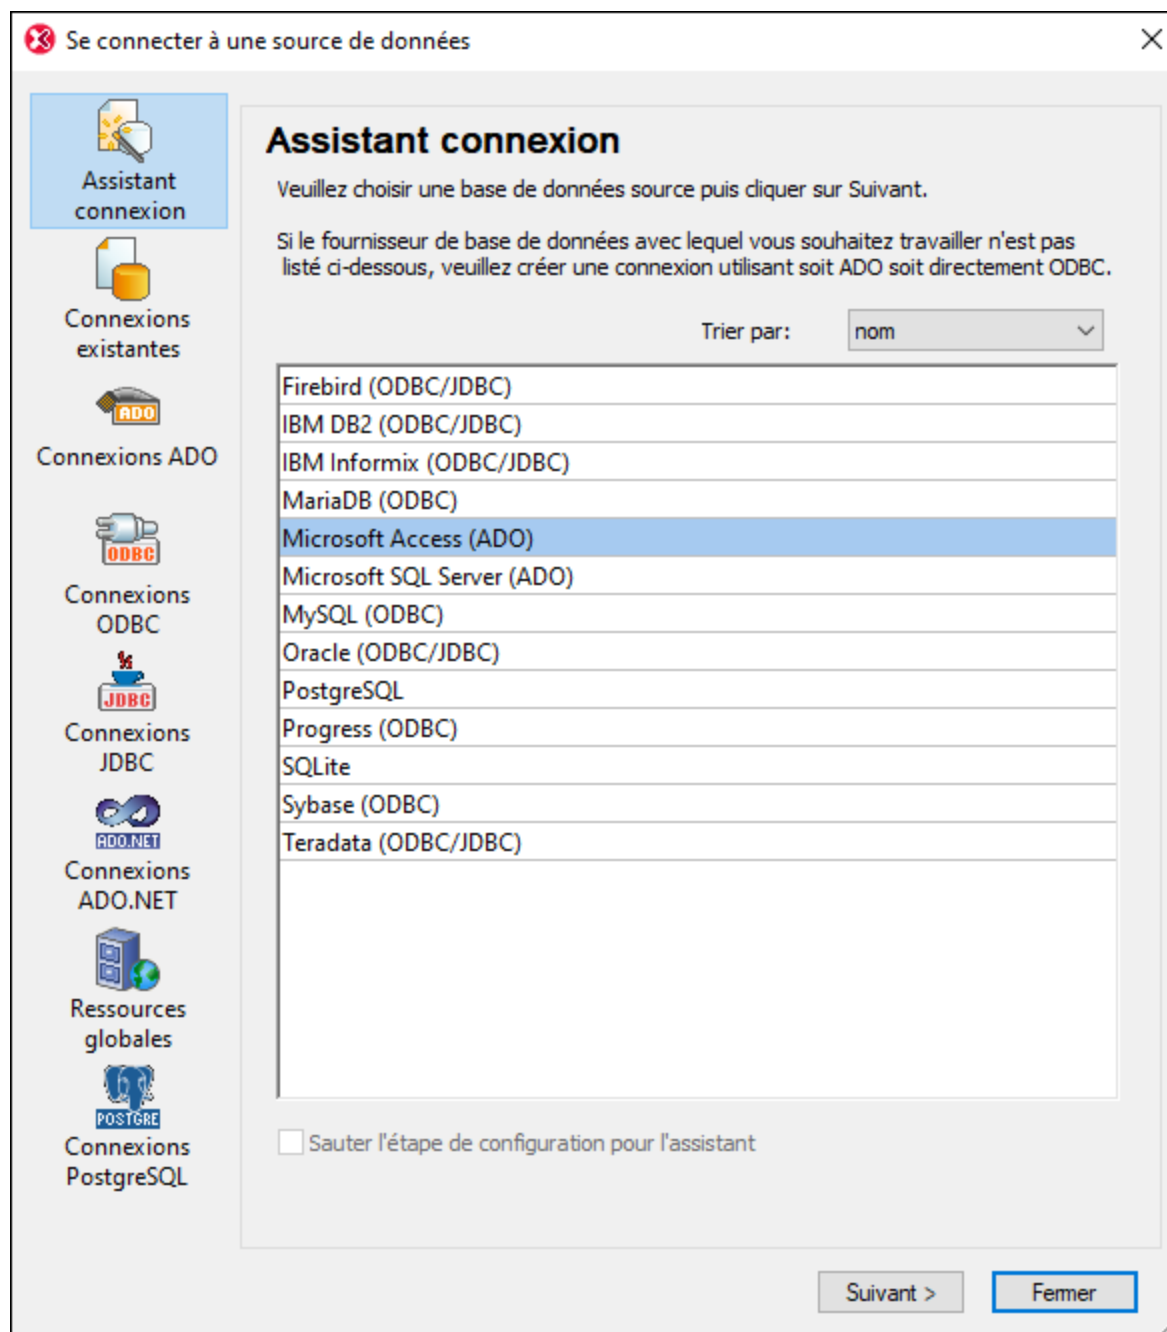 Se connecter à une source de données
Assistant
connexion
Connexions
existantes
ADO
Connexions ADO
ODBC
Connexions
ODBC
JDBC
Connexions
JDBC
ADO.NET
Connexions
ADO.NET
Ressources
globales
POSTGRE
Connexions
PostgreSQL
Assistant connexion
Veuillez choisir une base de données source puis cliquer sur Suivant.
Si le fournisseur de base de données avec lequel vous souhaitez travailler n'est pas
listé ci-dessous, veuillez créer une connexion utilisant soit ADO soit directement ODBC.
Trier par: nom
Firebird (ODBC/JDBC)
IBM DB2 (ODBC/JDBC)
IBM Informix (ODBC/JDBC)
MariaDB (ODBC)
Microsoft Access (ADO)
Microsoft SQL Server (ADO)
MySQL (ODBC)
Oracle (ODBC/JDBC)
PostgreSQL
Progress (ODBC)
SQLite
Sybase (ODBC)
Teradata (ODBC/JDBC)
Sauter l'étape de configuration pour l'assistant
Suivant > Fermer